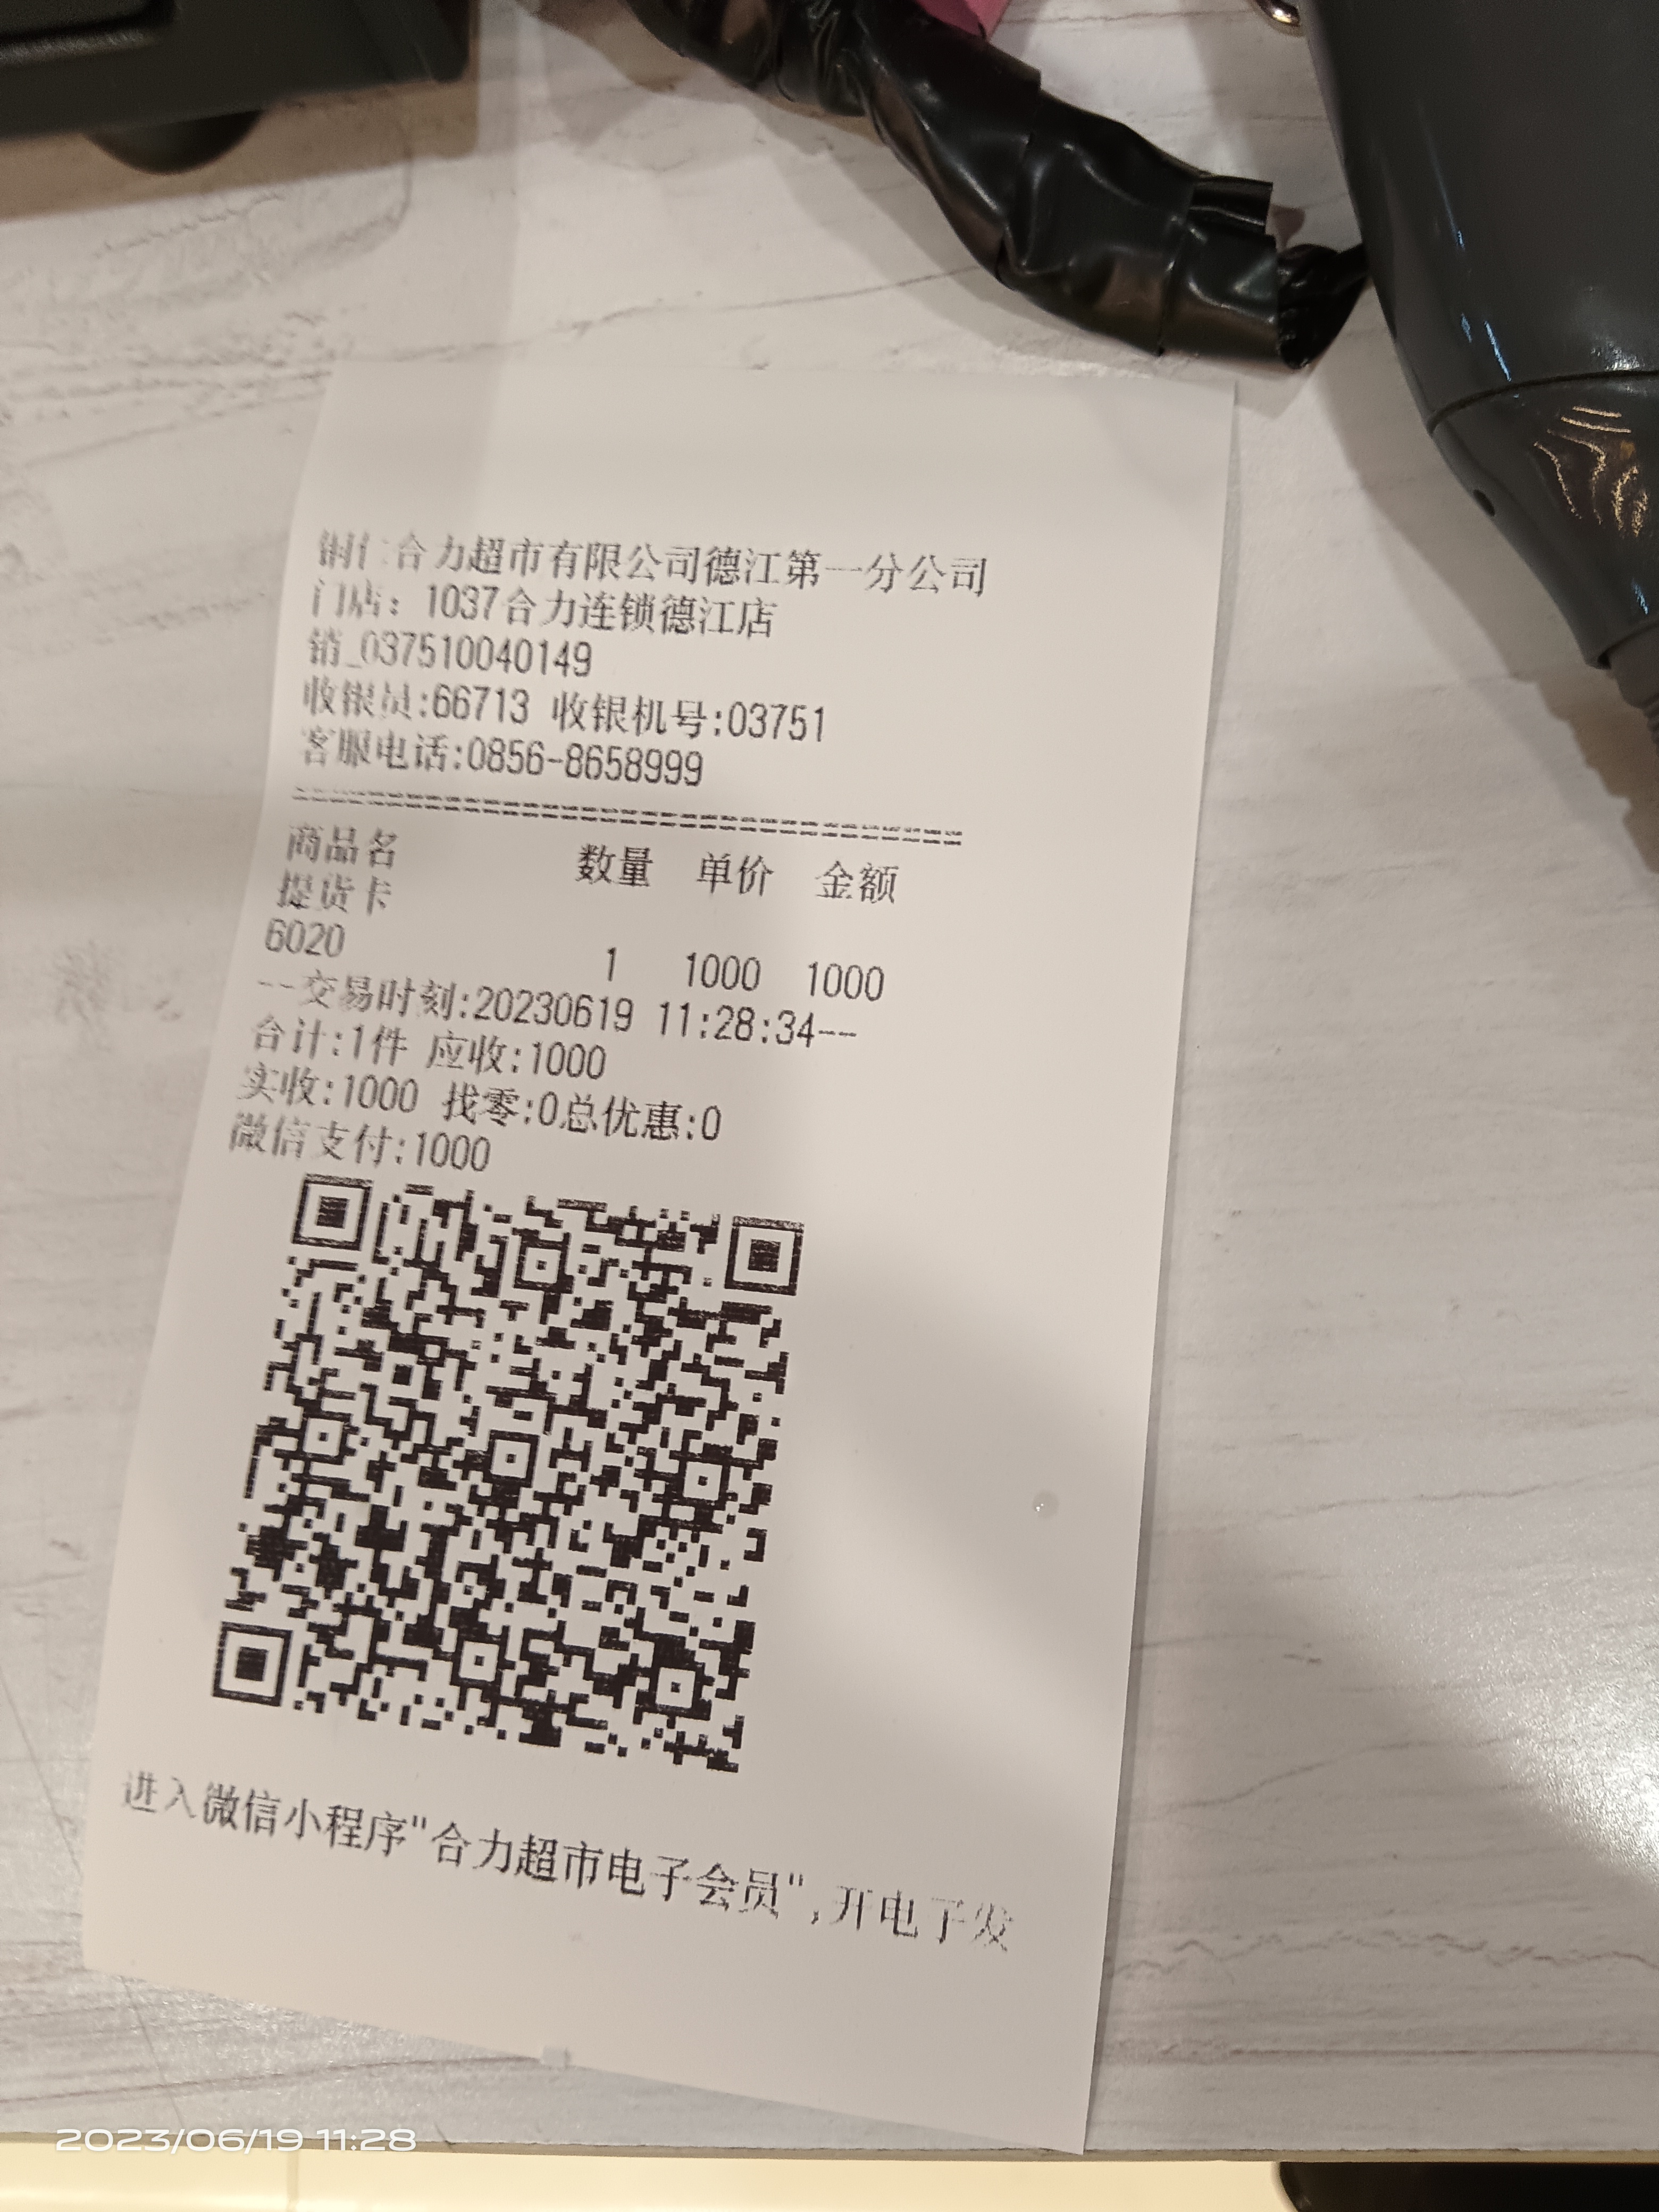 铜仁合力超市有限公司德江第一分公司
门店：1037合力连锁德江店
销_037510040149
收银员:66713 收银机号:03751
客服电话:0856-8658999
商品名 数量 单价 金额
提货卡
6020 1 1000 1000
--交易时刻:20230619 11:28:34--
合计:1件 应收:1000
实收:1000 找零:0总优惠:0
微信支付:1000
进入微信小程序"合力超市电子会员",开电子发
2023/06/19 11:28